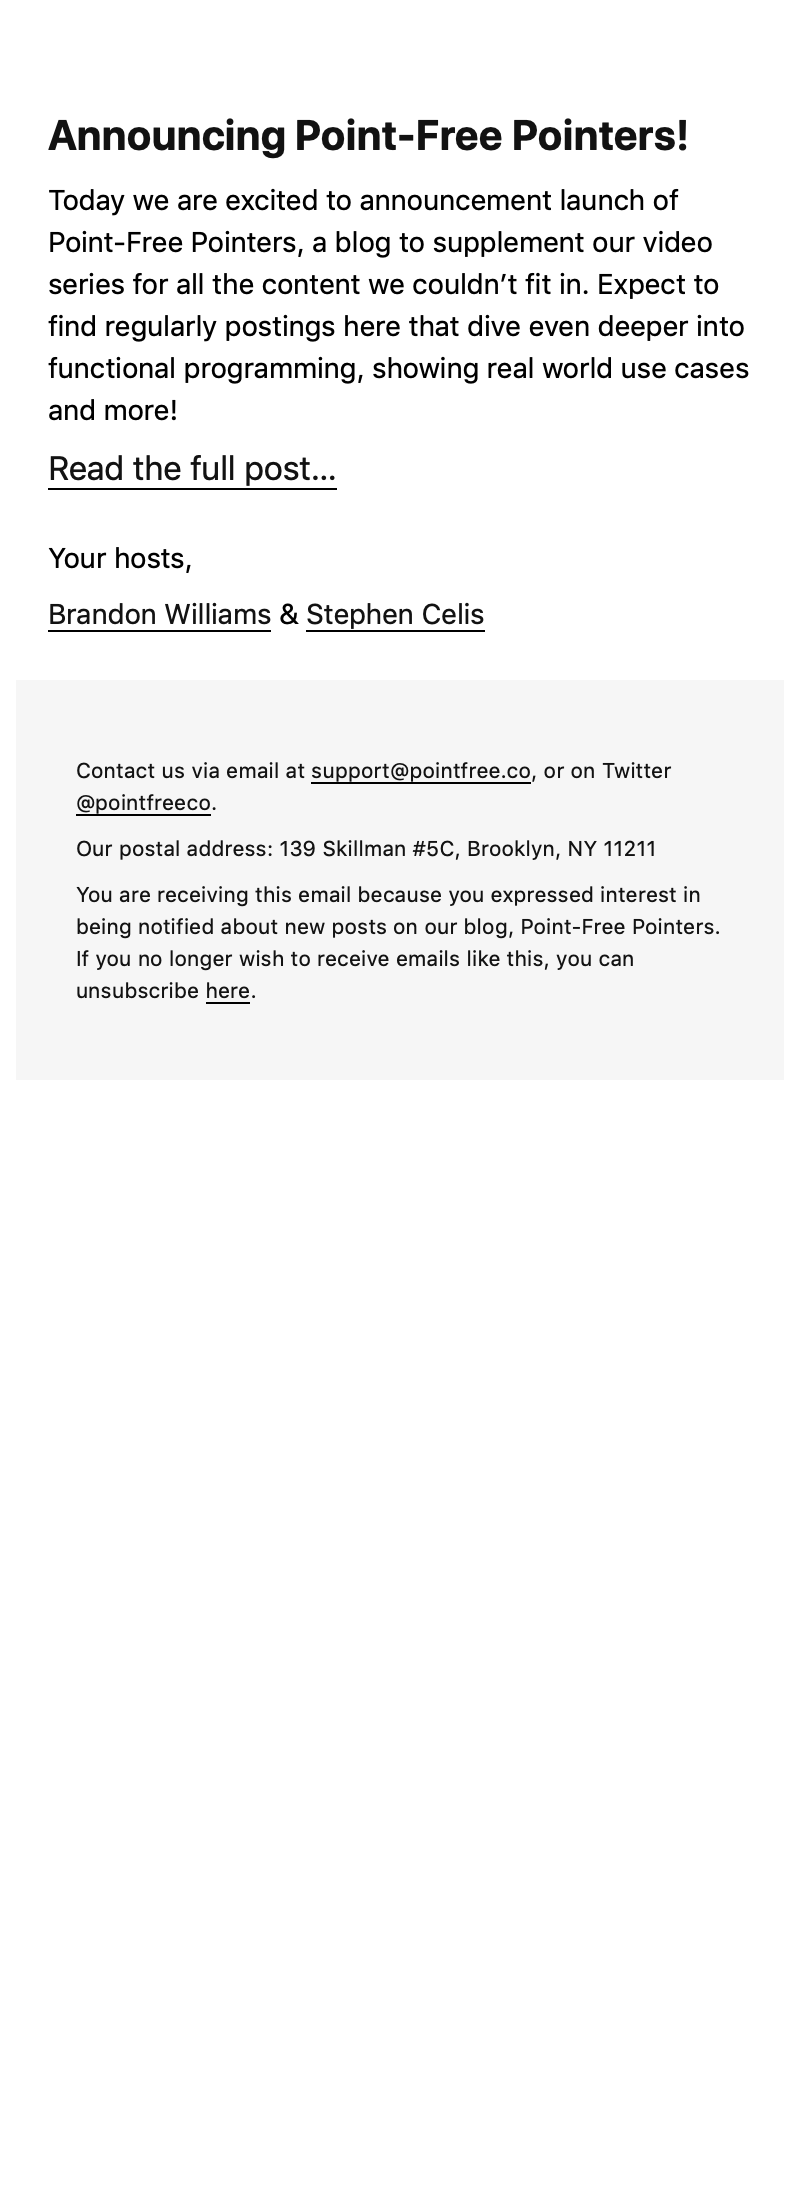 Announcing Point-Free Pointers!
Today we are excited to announcement launch of
Point-Free Pointers, a blog to supplement our video
series for all the content we couldn’t fit in. Expect to
find regularly postings here that dive even deeper into
functional programming, showing real world use cases
and more!
Read the full post…
Your hosts,
Brandon Williams & Stephen Celis
Contact us via email at support@pointfree.co, or on Twitter
@pointfreeco.
Our postal address: 139 Skillman #5C, Brooklyn, NY 11211
You are receiving this email because you expressed interest in
being notified about new posts on our blog, Point-Free Pointers.
If you no longer wish to receive emails like this, you can
unsubscribe here.